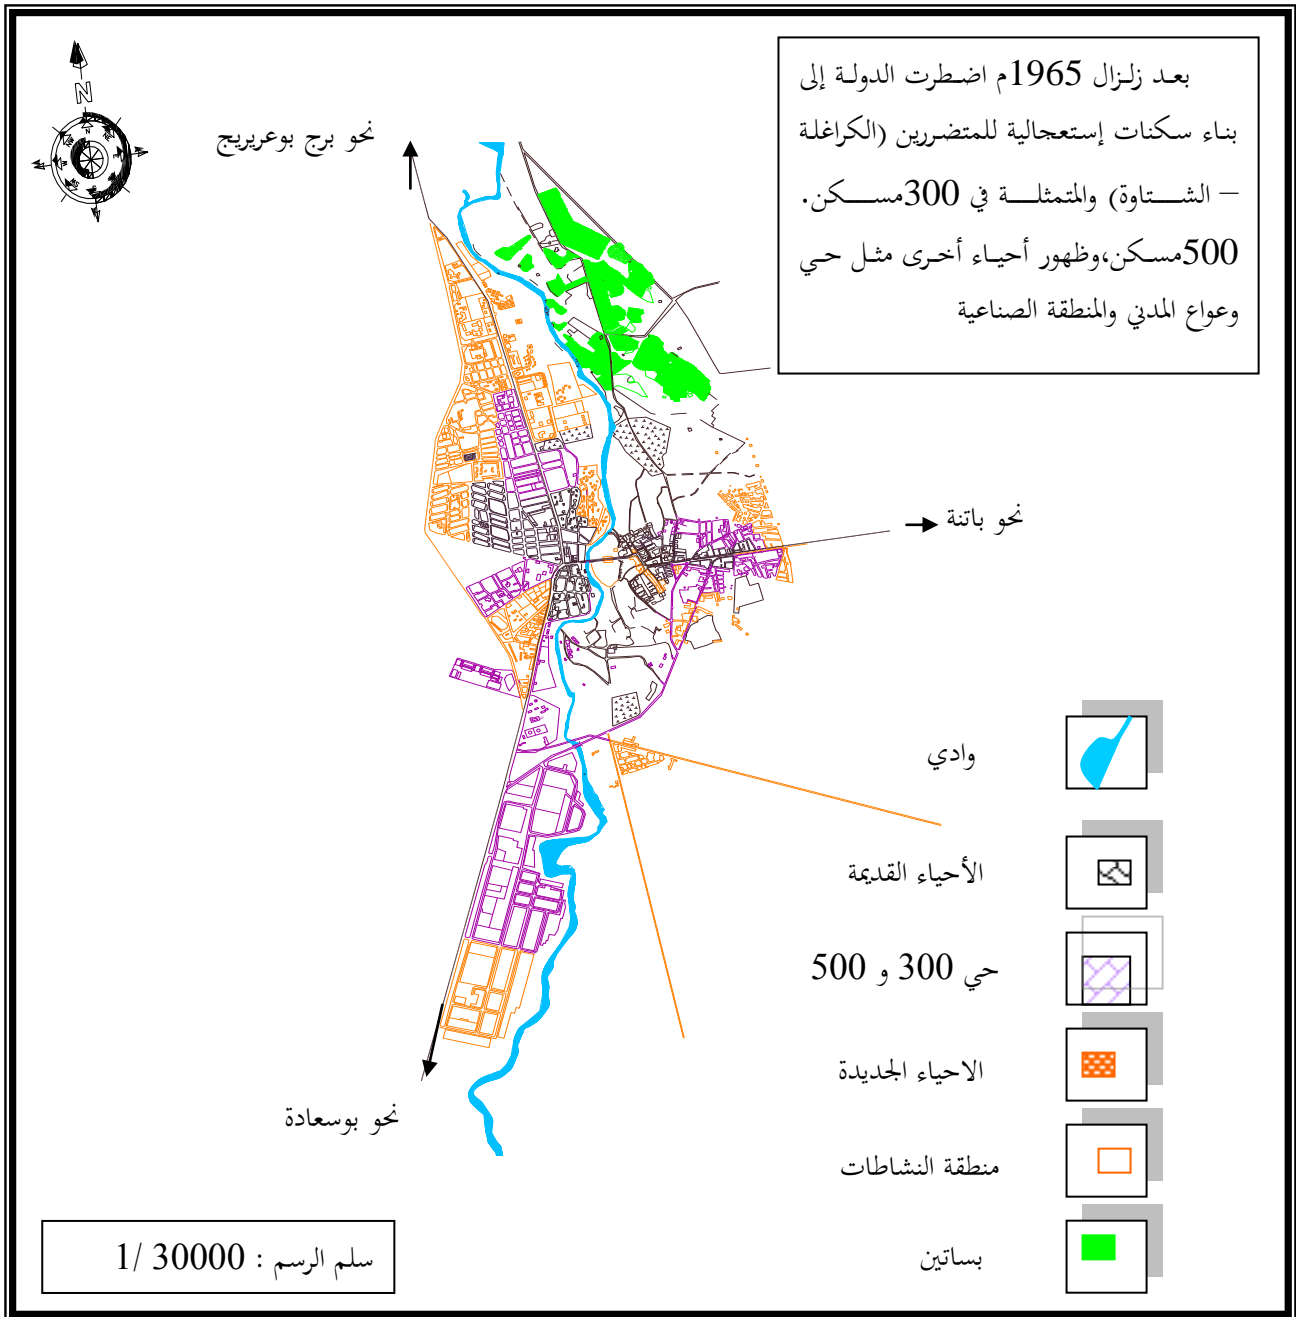 بعد زلزال 1965م اضطرت الدولة إلى
بناء سكنات إستعجالية للمتضررين (الكراغلة
– الشتاوة) والمتمثلة في 300مسكن.
500مسكن،وظهور أحياء أخرى مثل حي
وعواع المدني والمنطقة الصناعية
N
نحو برج بوعريريج
نحو باتنة
نحو بوسعادة
وادي
الأحياء القديمة
حي 300 و 500
الاحياء الجديدة
منطقة النشاطات
بساتين
سلم الرسم : 30000 /1